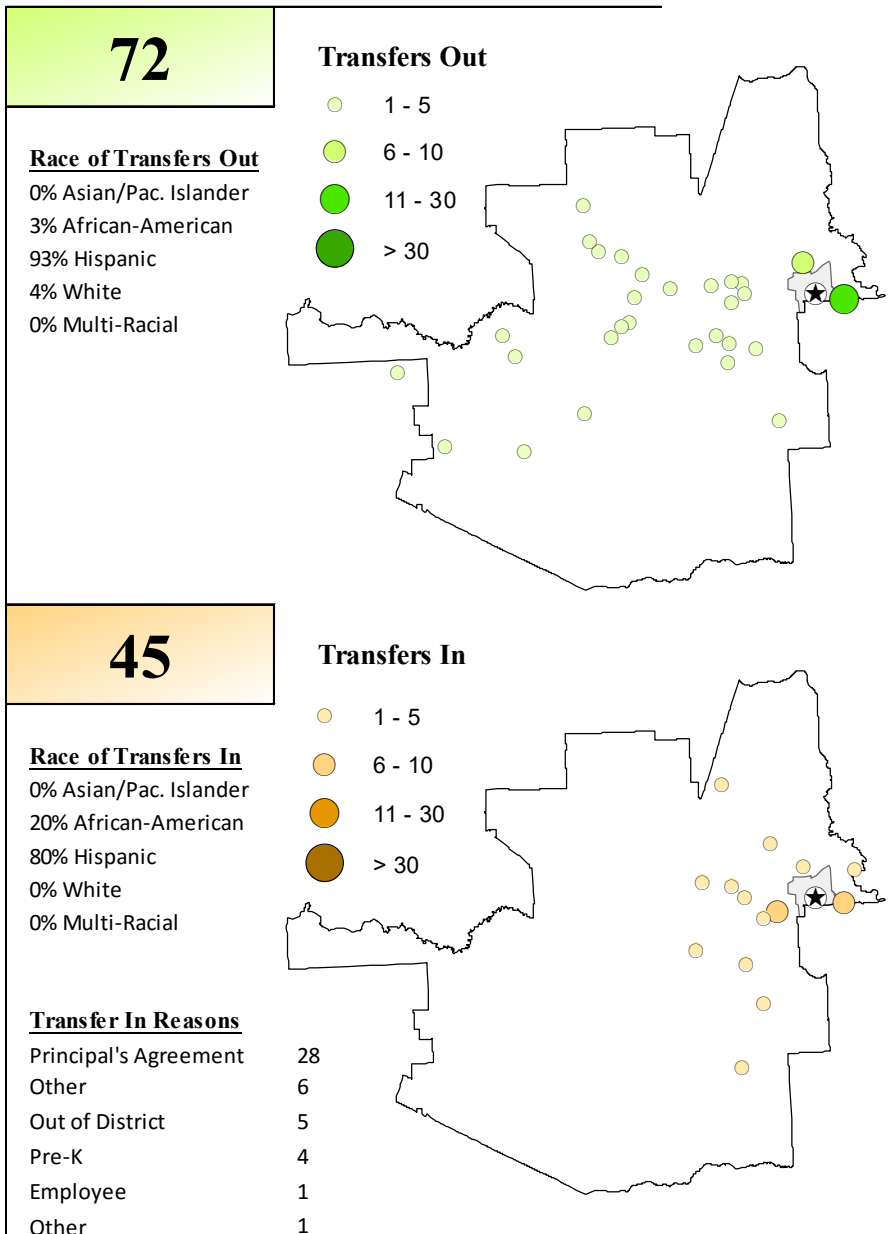 72
Transfers Out
1 - 5
6 - 10
11 - 30
> 30
Race of Transfers Out
0% Asian/Pac. Islander
3% African-American
93% Hispanic
4% White
0% Multi-Racial
45
Transfers In
1 - 5
6 - 10
11 - 30
> 30
Race of Transfers In
0% Asian/Pac. Islander
20% African-American
80% Hispanic
0% White
0% Multi-Racial
Transfer In Reasons
Principal's Agreement 28
Other 6
Out of District 5
Pre-K 4
Employee 1
Other 1